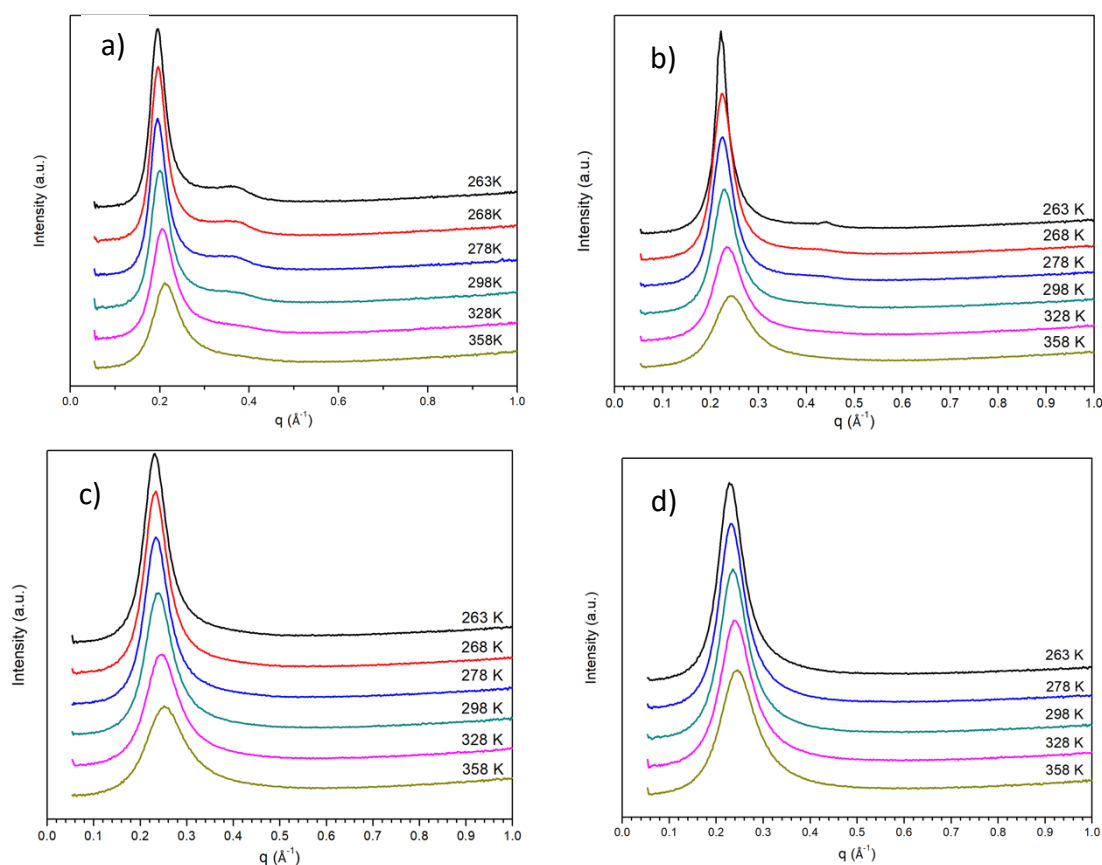 a)
Intensity (a.u.)
263K
268K
278K
298K
328K
358K
0.0 0.2 0.4 0.6 0.8 1.0
q (Å⁻¹)
b)
Intensity (a.u.)
263 K
268 K
278 K
298 K
328 K
358 K
0.0 0.1 0.2 0.3 0.4 0.5 0.6 0.7 0.8 0.9 1.0
q (Å⁻¹)
c)
Intensity (a.u.)
263 K
268 K
278 K
298 K
328 K
358 K
0.0 0.1 0.2 0.3 0.4 0.5 0.6 0.7 0.8 0.9 1.0
q (Å⁻¹)
d)
Intensity (a.u.)
263 K
278 K
298 K
328 K
358 K
0.0 0.1 0.2 0.3 0.4 0.5 0.6 0.7 0.8 0.9 1.0
q (Å⁻¹)